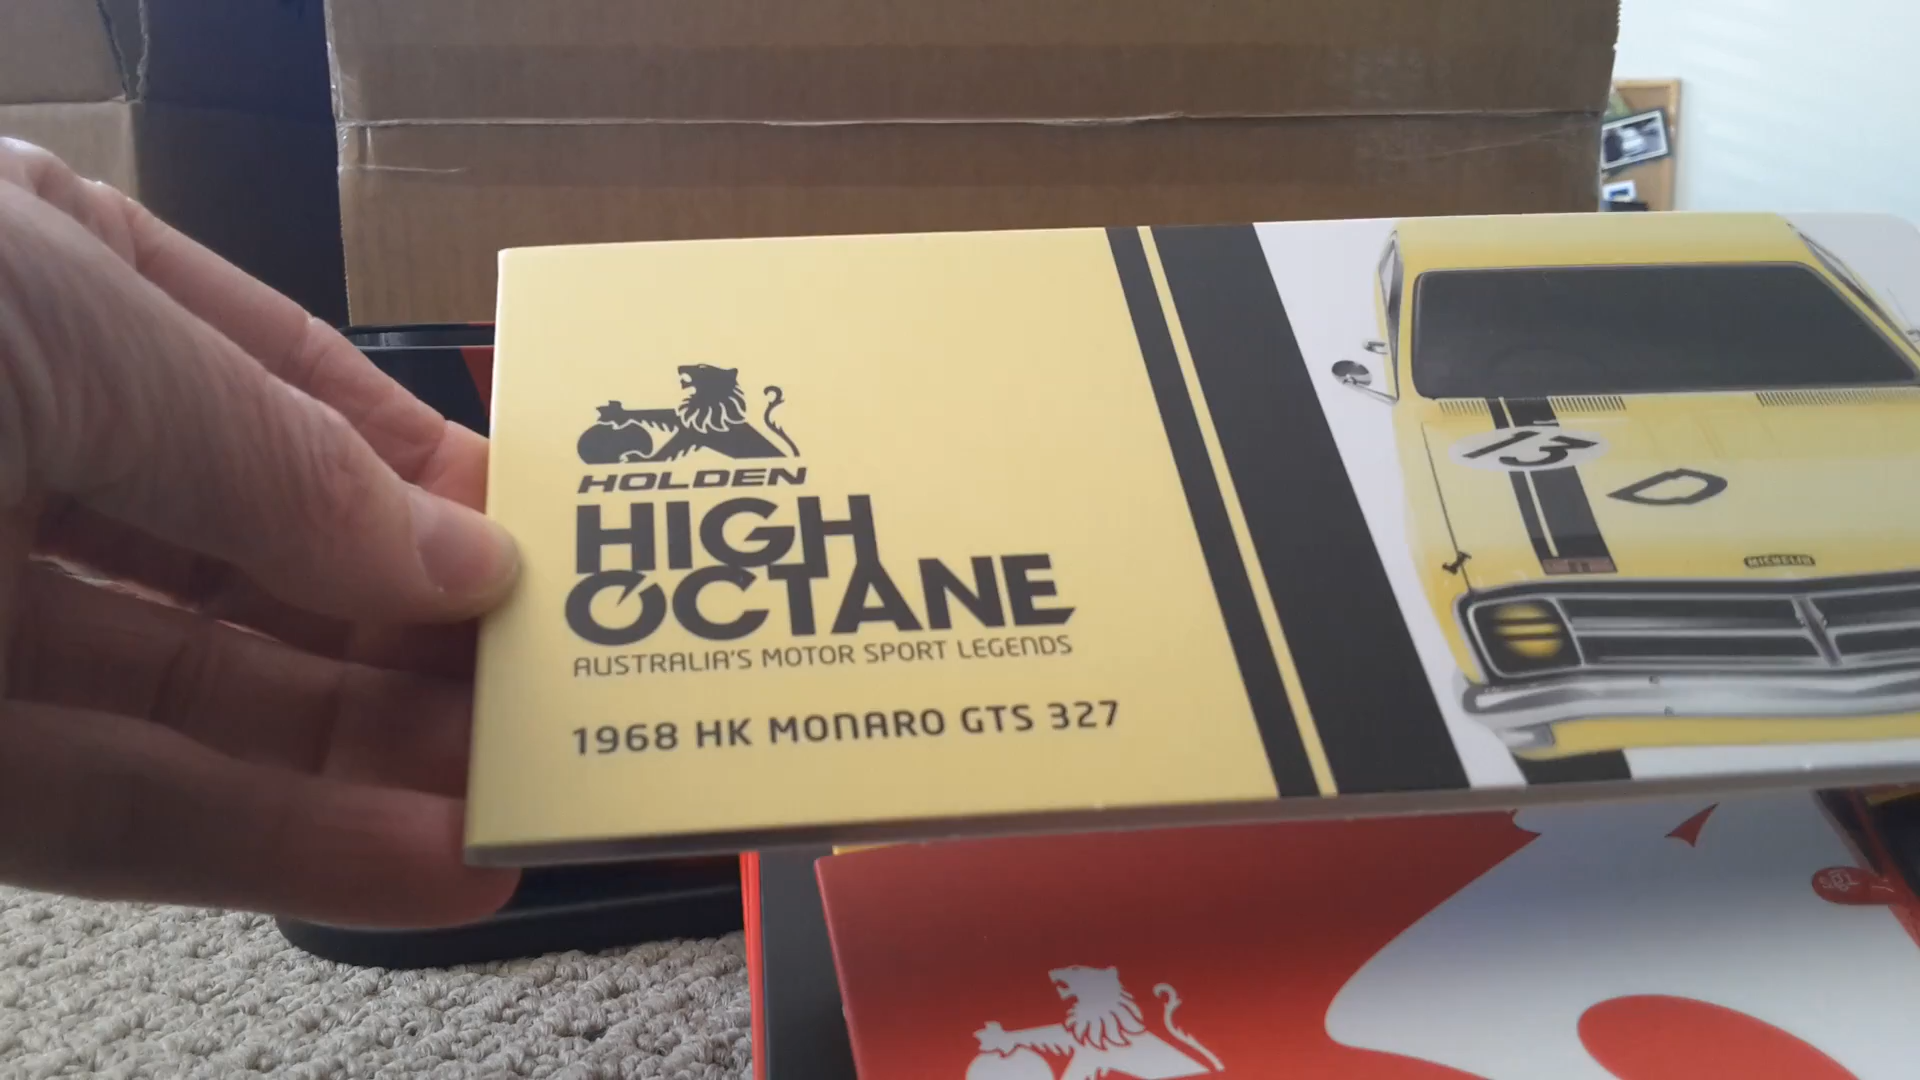 HOLDEN
HIGH
OCTANE
AUSTRALIA'S MOTOR SPORT LEGENDS
1968 HK MONARO GTS 327
13
MICHELIN